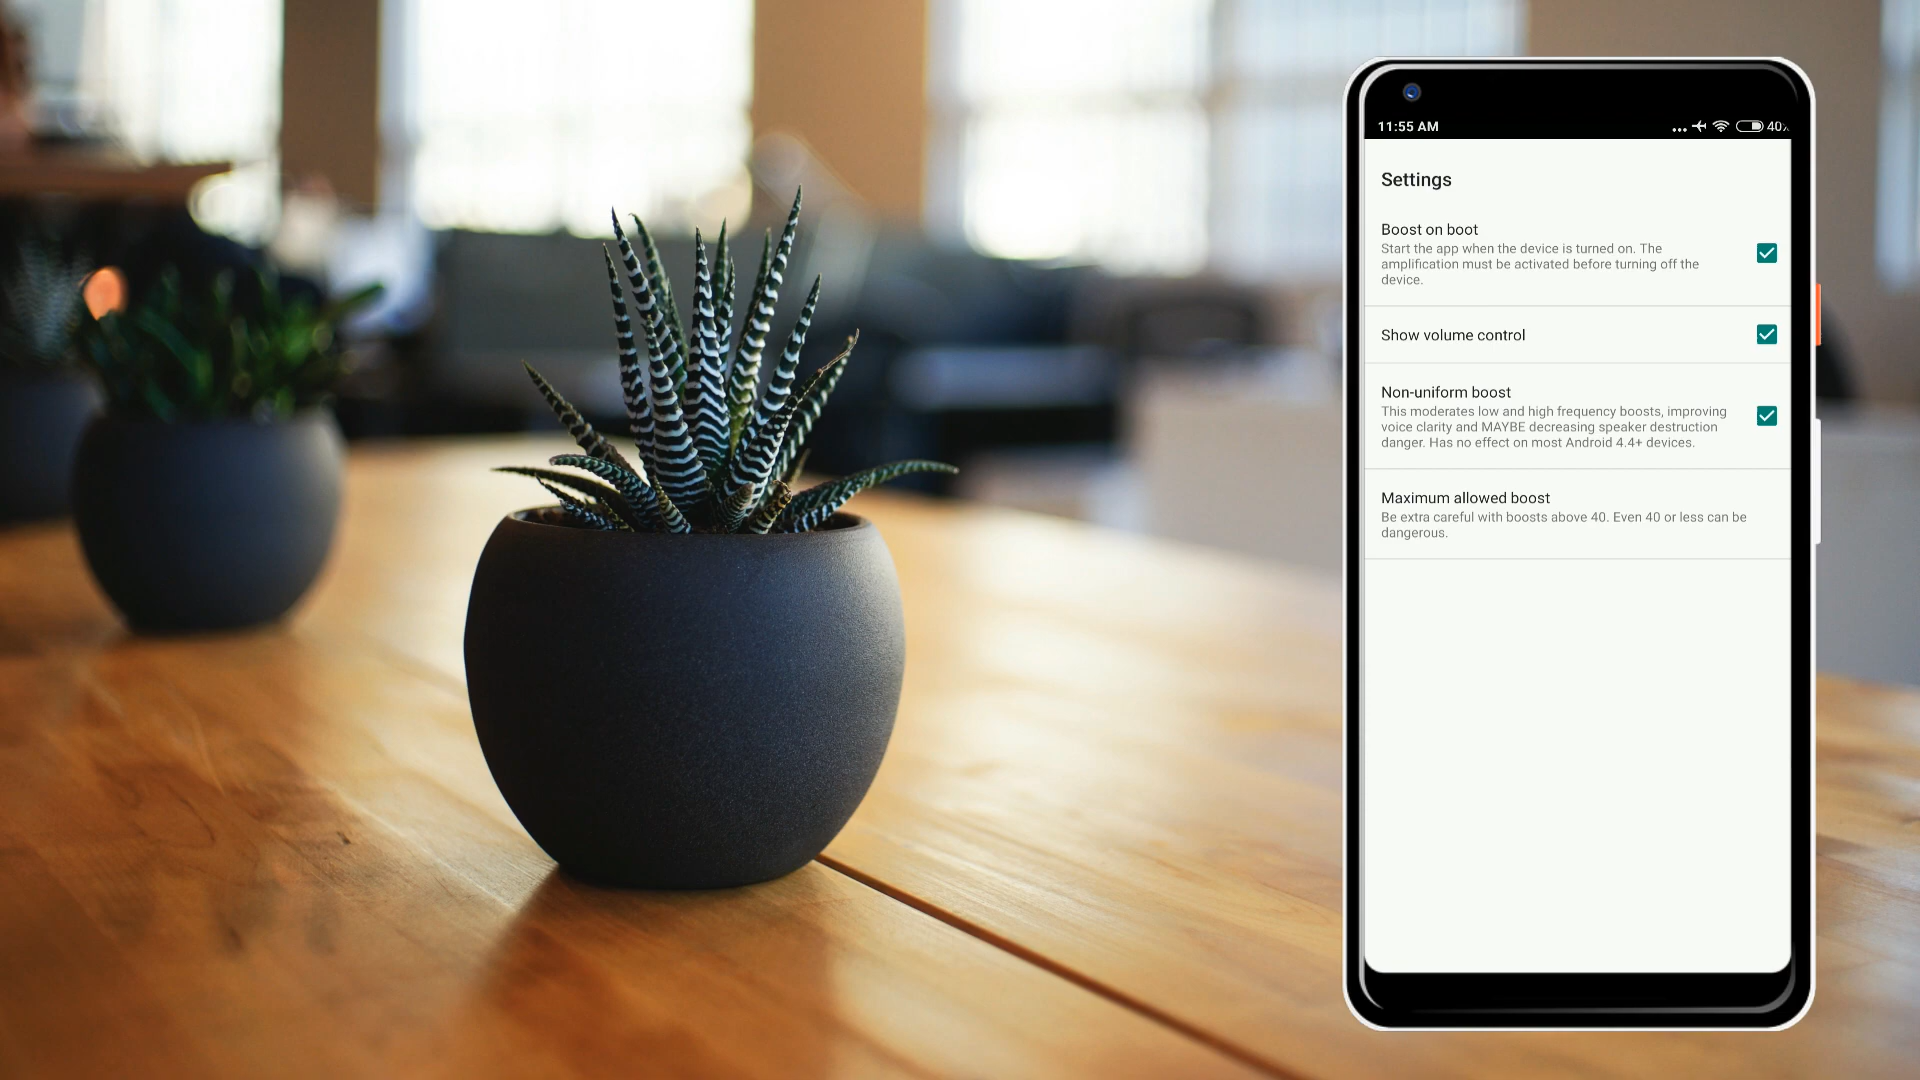 11:55 AM
40%
Settings
Boost on boot
Start the app when the device is turned on. The
amplification must be activated before turning off the
device.
Show volume control
Non-uniform boost
This moderates low and high frequency boosts, improving
voice clarity and MAYBE decreasing speaker destruction
danger. Has no effect on most Android 4.4+ devices.
Maximum allowed boost
Be extra careful with boosts above 40. Even 40 or less can be
dangerous.